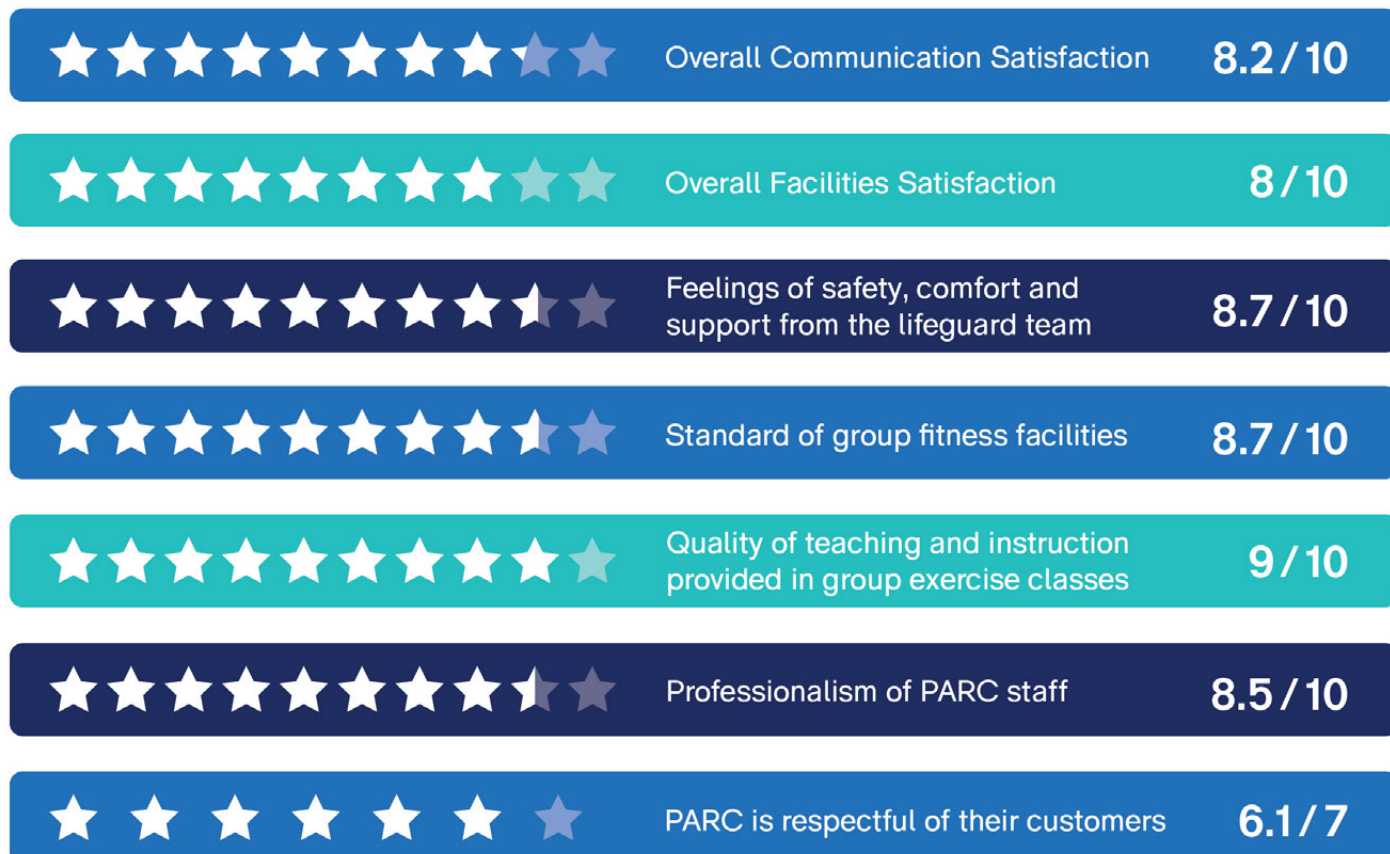 Overall Communication Satisfaction 8.2/10
Overall Facilities Satisfaction 8/10
Feelings of safety, comfort and
support from the lifeguard team 8.7/10
Standard of group fitness facilities 8.7/10
Quality of teaching and instruction
provided in group exercise classes 9/10
Professionalism of PARC staff 8.5/10
PARC is respectful of their customers 6.1/7